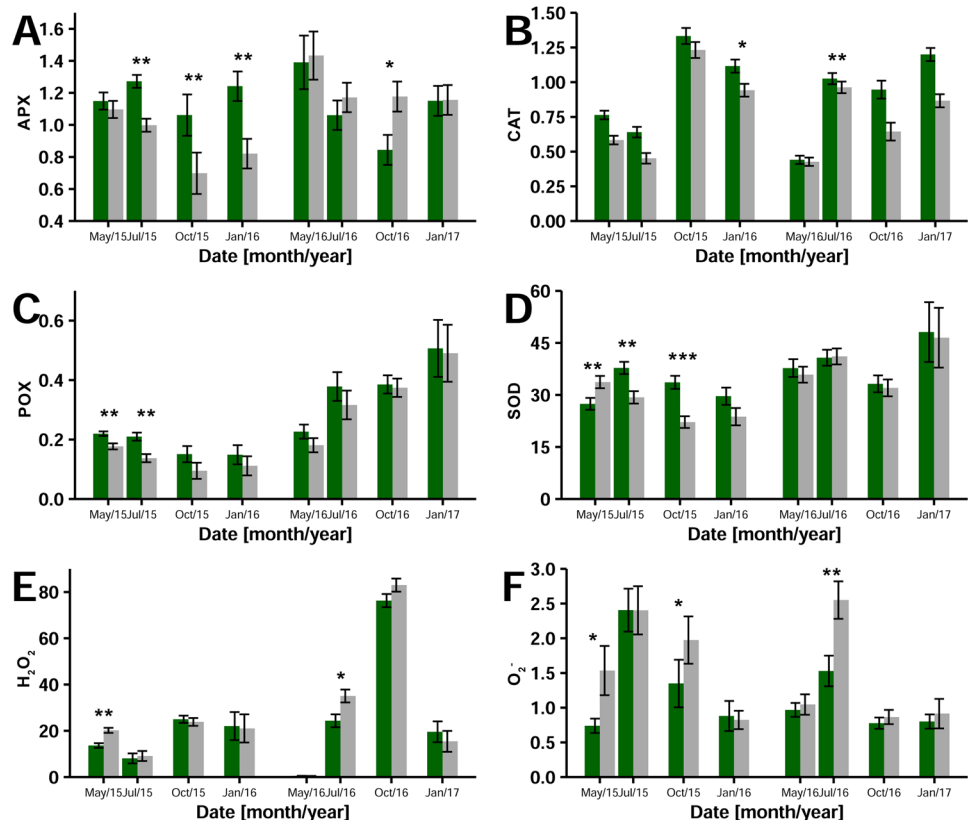 A
APX
1.6
1.4
1.2
1.0
0.8
0.6
0.4
** ** ** *
May/15 Jul/15 Oct/15 Jan/16 May/16 Jul/16 Oct/16 Jan/17
Date [month/year]
B
CAT
1.50
1.25
1.00
0.75
0.50
0.25
0.00
* **
May/15 Jul/15 Oct/15 Jan/16 May/16 Jul/16 Oct/16 Jan/17
Date [month/year]
C
POX
0.6
0.4
0.2
0.0
** **
May/15 Jul/15 Oct/15 Jan/16 May/16 Jul/16 Oct/16 Jan/17
Date [month/year]
D
SOD
60
45
30
15
0
** ** ***
May/15 Jul/15 Oct/15 Jan/16 May/16 Jul/16 Oct/16 Jan/17
Date [month/year]
E
H₂O₂
80
60
40
20
0
** *
May/15 Jul/15 Oct/15 Jan/16 May/16 Jul/16 Oct/16 Jan/17
Date [month/year]
F
O₂⁻
3.0
2.5
2.0
1.5
1.0
0.5
0.0
* * **
May/15 Jul/15 Oct/15 Jan/16 May/16 Jul/16 Oct/16 Jan/17
Date [month/year]